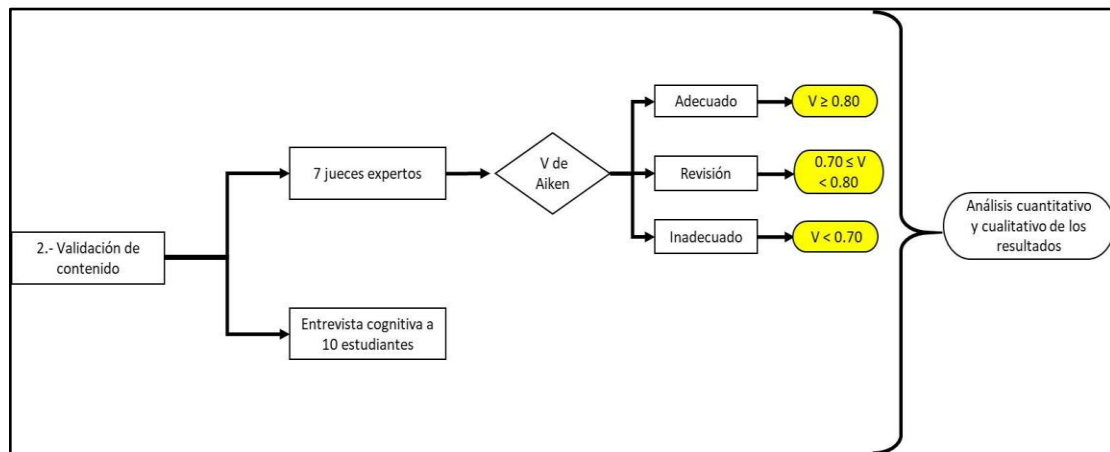 2.- Validación de
contenido
7 jueces expertos
Entrevista cognitiva a
10 estudiantes
V de
Aiken
Adecuado
V ≥ 0.80
Revisión
0.70 ≤ V
< 0.80
Inadecuado
V < 0.70
Análisis cuantitativo
y cualitativo de los
resultados